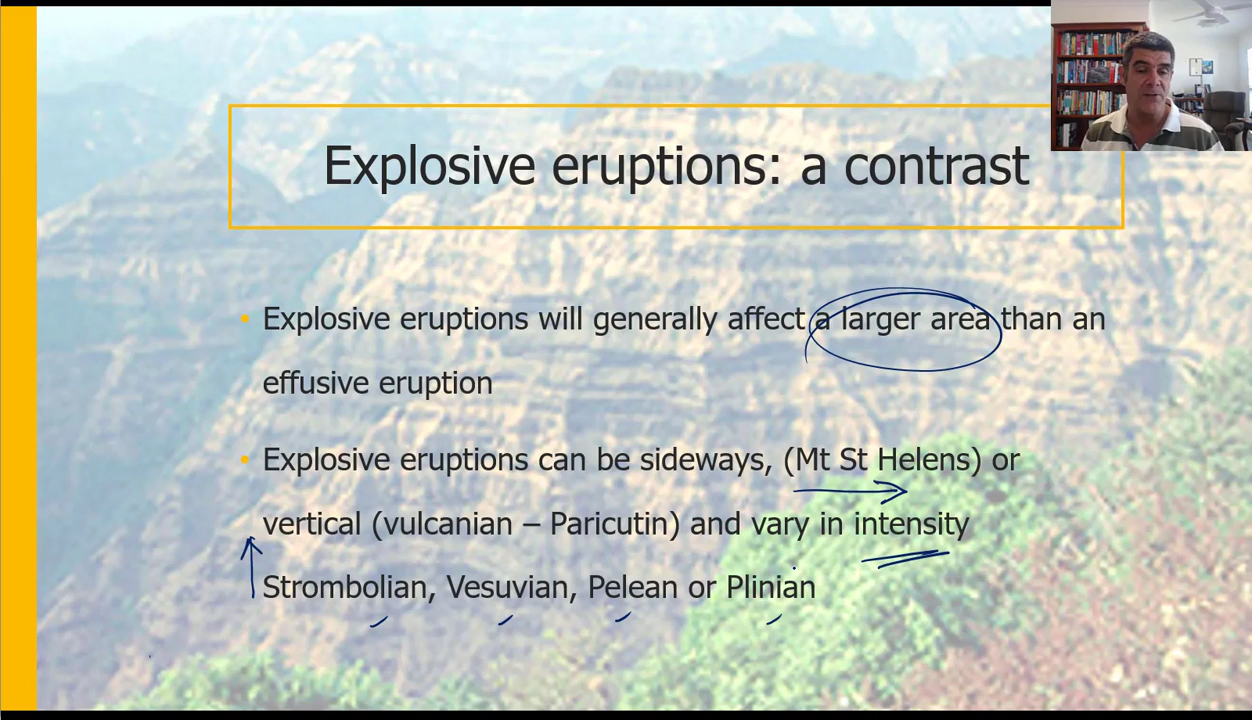 Explosive eruptions: a contrast
• Explosive eruptions will generally affect a larger area than an
effusive eruption
• Explosive eruptions can be sideways, (Mt St Helens) or
vertical (vulcanian – Paricutin) and vary in intensity
Strombolian, Vesuvian, Pelean or Plinian